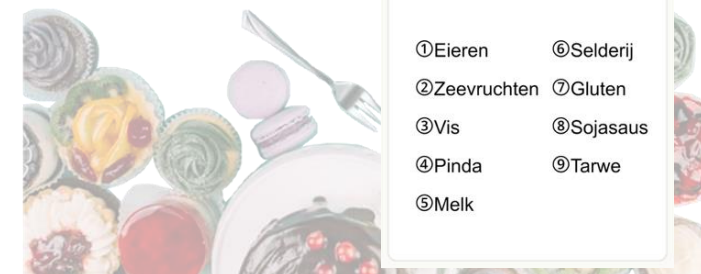 ①Eieren
②Zeevruchten
③Vis
④Pinda
⑤Melk
⑥Selderij
⑦Gluten
⑧Sojasaus
⑨Tarwe